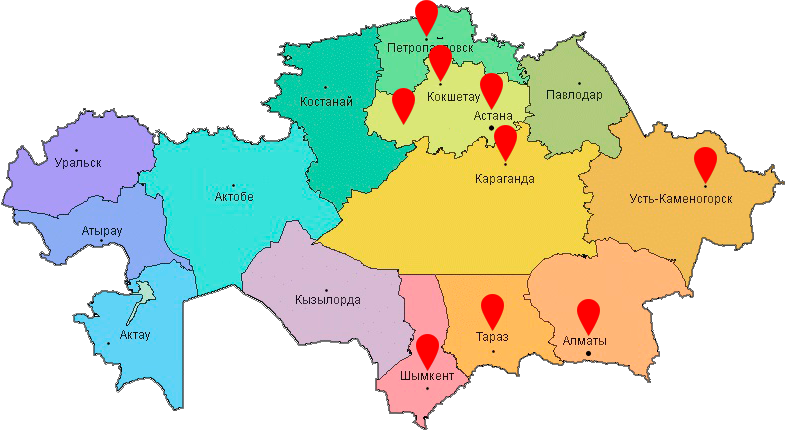 Петропавловск
Кокшетау
Костанай
Павлодар
Астана
Уральск
Караганда
Актобе
Усть-Каменогорск
Атырау
Кызылорда
Актау
Тараз
Алматы
Шымкент